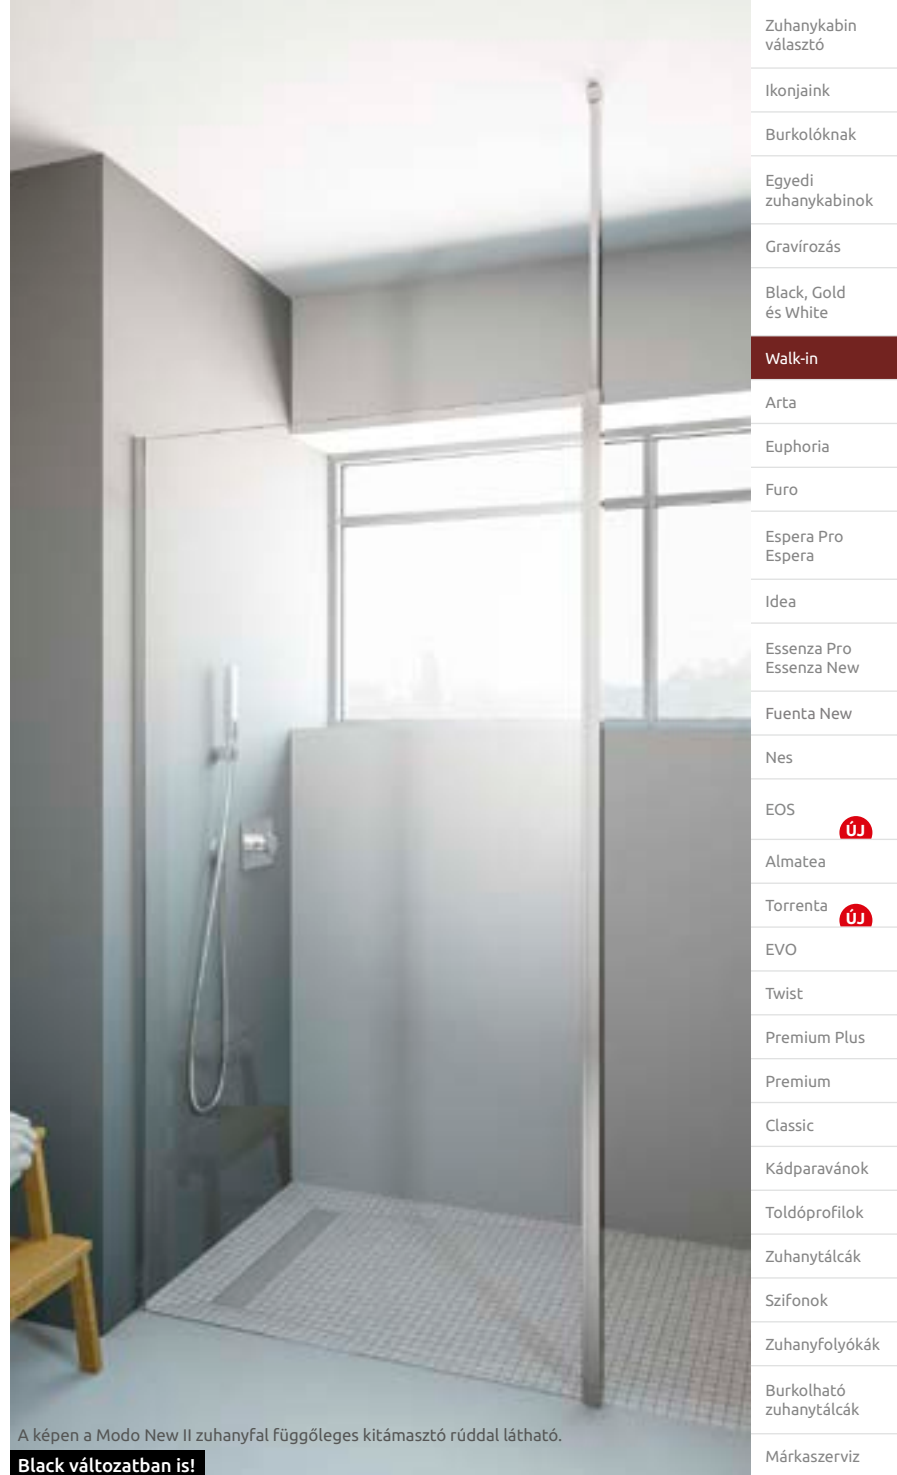 Zuhanykabin
választó
Ikonjaink
Burkolóknak
Egyedi
zuhanykabinok
Gravírozás
Black, Gold
és White
Walk-in
Arta
Euphoria
Furo
Espera Pro
Espera
Idea
Essenza Pro
Essenza New
Fuenta New
Nes
EOS
ÚJ
Almatea
Torrenta
ÚJ
EVO
Twist
Premium Plus
Premium
Classic
Kádparavánok
Toldóprofilok
Zuhanytálcák
Szifonok
Zuhanyfolyókák
Burkolható
zuhanytálcák
Márkaszerviz
A képen a Modo New II zuhanyfal függőleges kitámasztó rúddal látható.
Black változatban is!